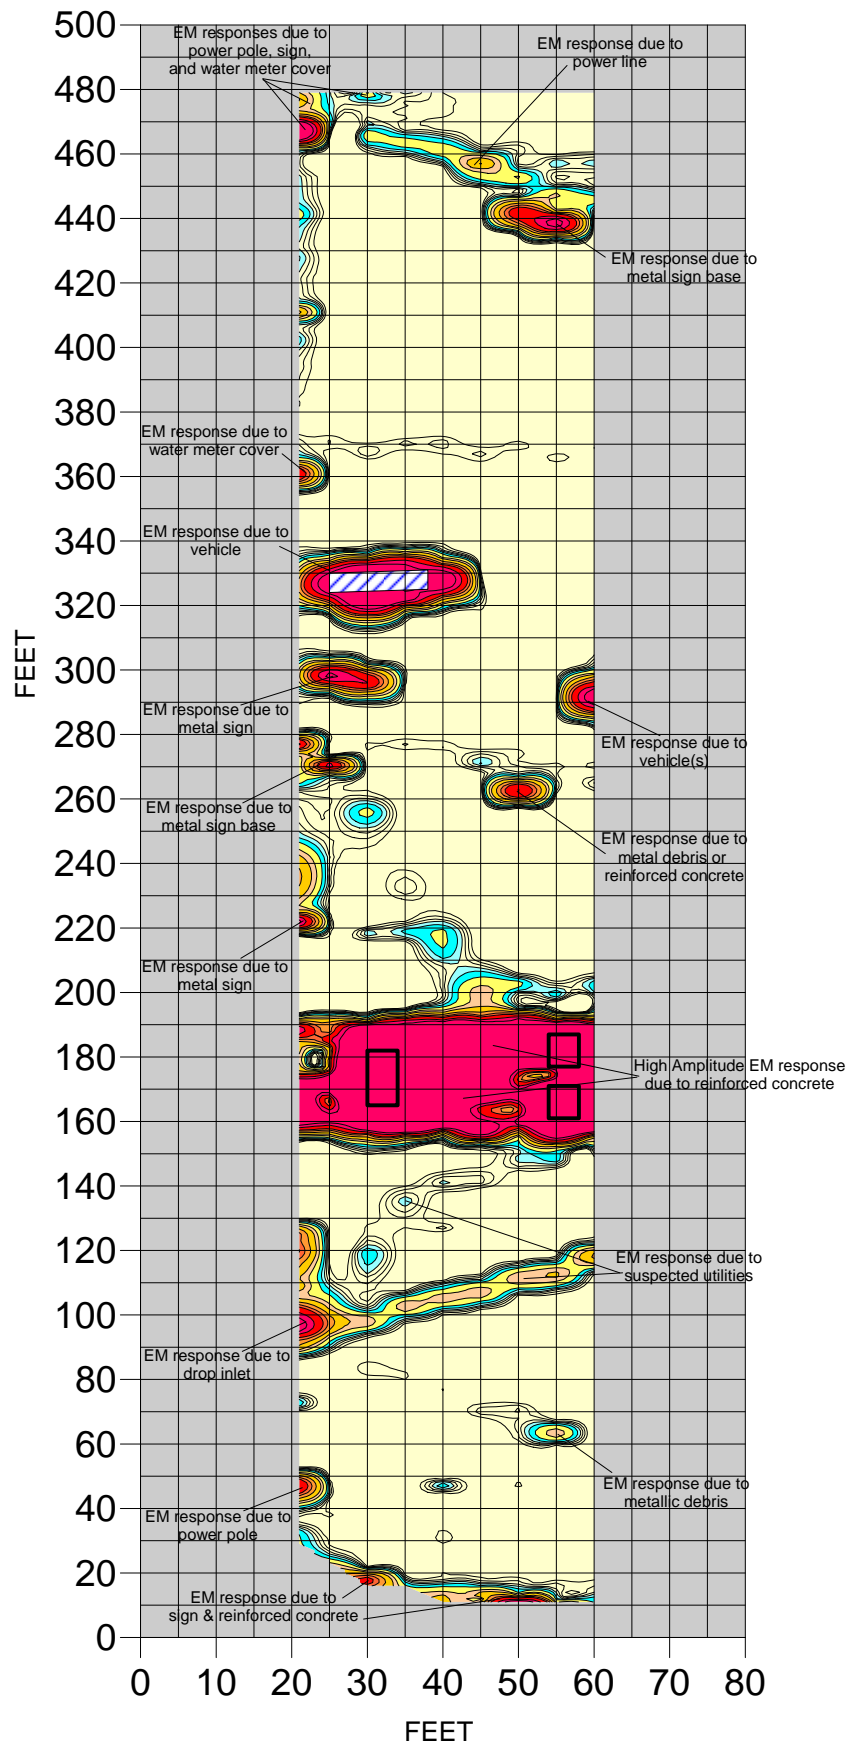 500
EM responses due to
power pole, sign,
and water meter cover
EM response due to
power line
480
460
440
EM response due to
metal sign base
420
400
380
EM response due to
water meter cover
360
EM response due to
vehicle
340
320
300
FEET
EM response due to
metal sign
280
EM response due to
vehicle(s)
260
EM response due to
metal sign base
EM response due to
metal debris or
reinforced concrete
240
220
EM response due to
metal sign
200
180
High Amplitude EM response
due to reinforced concrete
160
140
120
EM response due to
suspected utilities
100
EM response due to
drop inlet
80
60
EM response due to
metallic debris
40
EM response due to
power pole
20
EM response due to
sign & reinforced concrete
0
0 10 20 30 40 50 60 70 80
FEET